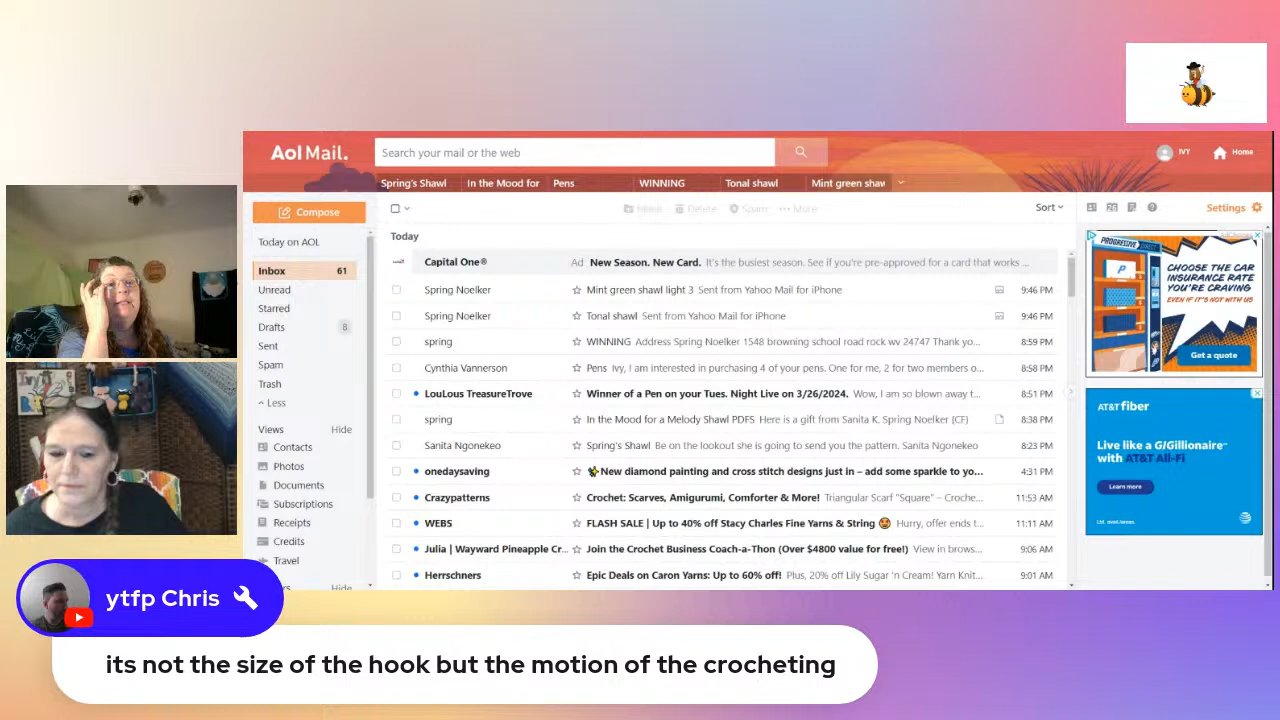 Aol Mail.
Search your mail or the web
IVY
Home
Spring's Shawl
In the Mood for
Pens
WINNING
Tonal shawl
Mint green shaw
Compose
Today on AOL
Inbox 61
Unread
Starred
Drafts 8
Sent
Spam
Trash
Less
Views Hide
Contacts
Photos
Documents
Subscriptions
Receipts
Credits
Travel
Hide
Delete
Spam
More
Sort
Settings
Today
Capital One® Ad New Season. New Card. It's the busiest season. See if you're pre-approved for a card that works ...
Spring Noelker Mint green shawl light 3 Sent from Yahoo Mail for iPhone 9:46 PM
Spring Noelker Tonal shawl Sent from Yahoo Mail for iPhone 9:46 PM
spring WINNING Address Spring Noelker 1548 browning school road rock wv 24747 Thank yo... 8:59 PM
Cynthia Vannerson Pens Ivy, I am interested in purchasing 4 of your pens. One for me, 2 for two members o... 8:58 PM
LouLous TreasureTrove Winner of a Pen on your Tues. Night Live on 3/26/2024. Wow, I am so blown away t... 8:51 PM
spring In the Mood for a Melody Shawl PDFS Here is a gift from Sanita K. Spring Noelker (CF) 8:38 PM
Sanita Ngonekeo Spring's Shawl Be on the lookout she is going to send you the pattern. Sanita Ngonekeo 8:23 PM
onedaysaving New diamond painting and cross stitch designs just in – add some sparkle to yo... 4:31 PM
Crazypatterns Crochet: Scarves, Amigurumi, Comforter & More! Triangular Scarf "Square" – Croche... 11:53 AM
WEBS FLASH SALE | Up to 40% off Stacy Charles Fine Yarns & String Hurry, offer ends t... 11:11 AM
Julia | Wayward Pineapple Cr... Join the Crochet Business Coach-a-Thon (Over $4800 value for free!) View in brows... 9:06 AM
Herrschners Epic Deals on Caron Yarns: Up to 60% off! Plus, 20% off Lily Sugar 'n Cream! Yarn Knit... 9:01 AM
PROGRESSIVE
CHOOSE THE CAR
INSURANCE RATE
YOU'RE CRAVING
EVEN IF IT'S NOT WITH US
Get a quote
AT&T fiber
Live like a GIGillionaire℠
with AT&T All-Fi
Learn more
ytfp Chris
its not the size of the hook but the motion of the crocheting